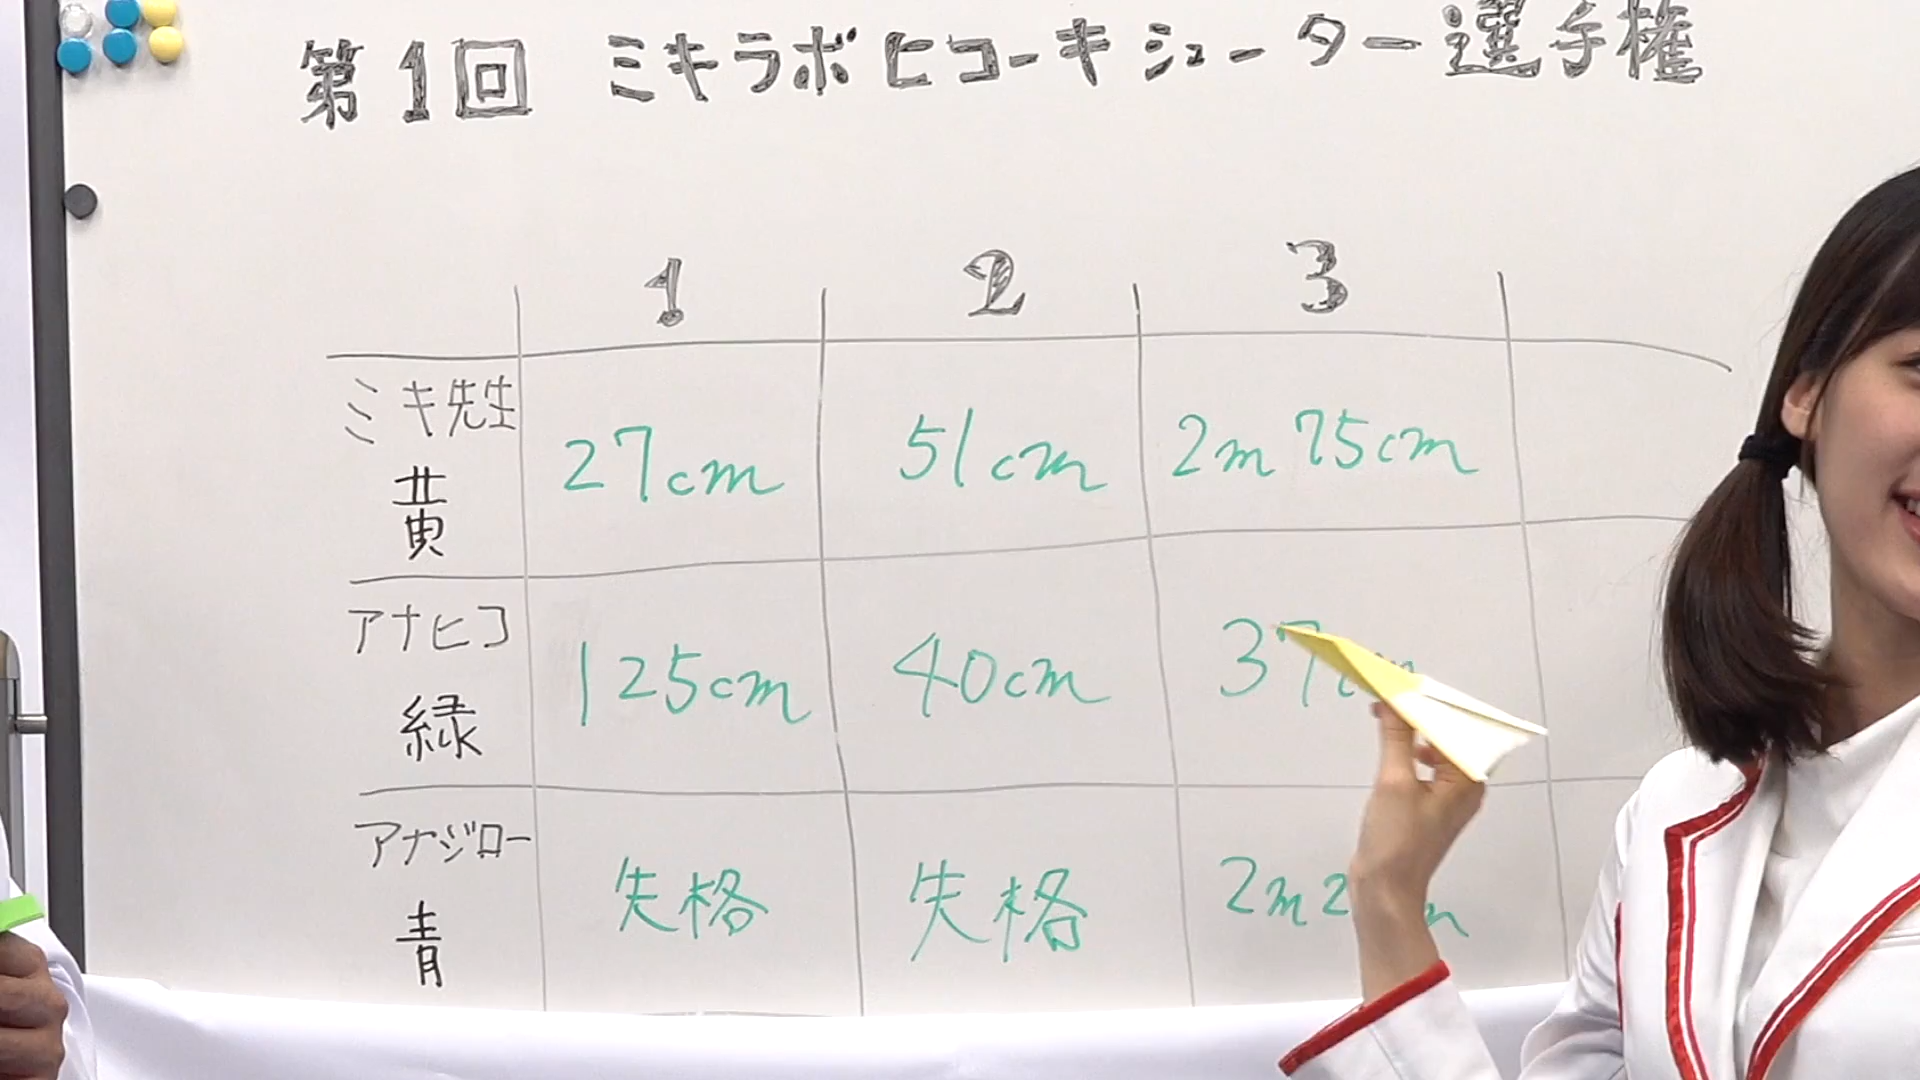 第1回 ミキラボヒコーキシューター選手権
1 2 3
ミキ先生 黄 27cm 51cm 2m75cm
アナヒコ 緑 125cm 40cm 37cm
アナジロー 青 失格 失格 2m2